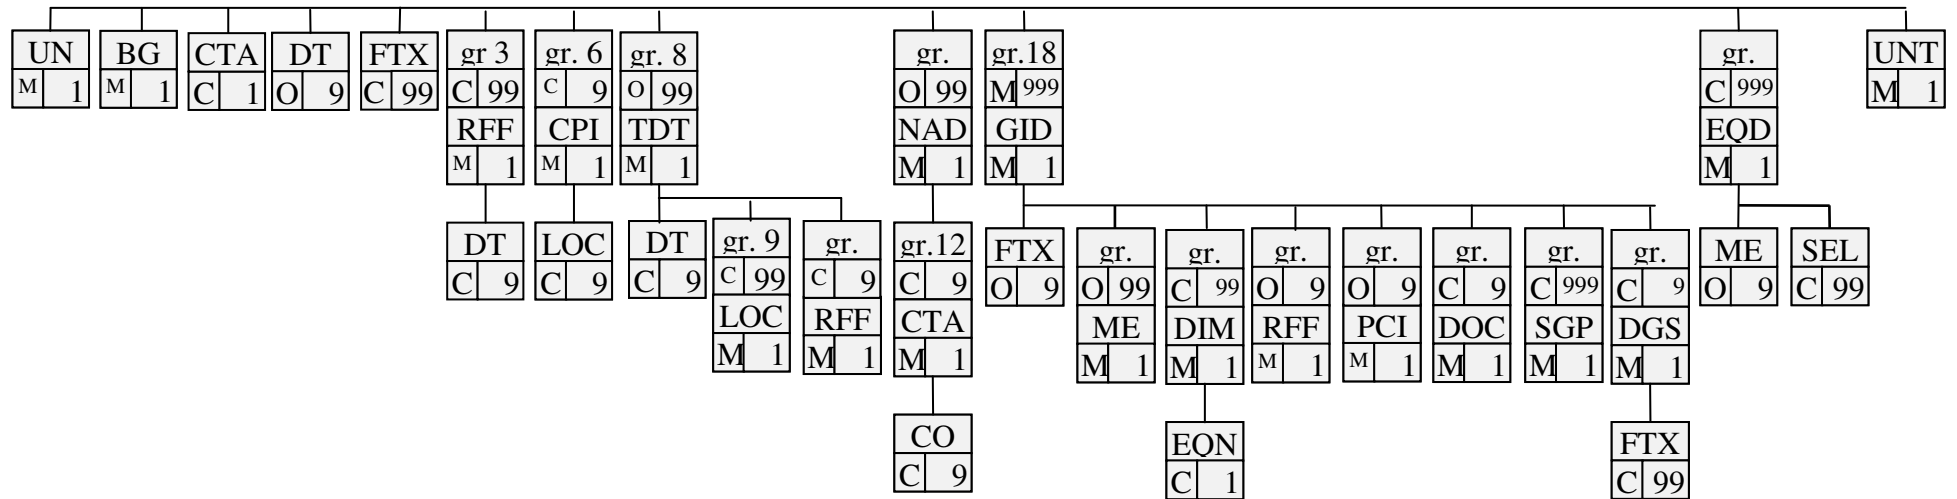 UN
M 1
BG
M 1
CTA
C 1
DT
O 9
FTX
C 99
gr 3
C 99
RFF
M 1
gr. 6
C 9
CPI
M 1
gr. 8
O 99
TDT
M 1
gr.
O 99
NAD
M 1
gr.18
M 999
GID
M 1
gr.
C 999
EQD
M 1
UNT
M 1
DT
C 9
LOC
C 9
DT
C 9
gr. 9
C 99
LOC
M 1
gr.
C 9
RFF
M 1
gr.12
C 9
CTA
M 1
FTX
O 9
gr.
O 99
ME
M 1
gr.
C 99
DIM
M 1
gr.
O 9
RFF
M 1
gr.
O 9
PCI
M 1
gr.
C 9
DOC
M 1
gr.
C 999
SGP
M 1
gr.
C 9
DGS
M 1
ME
O 9
SEL
C 99
CO
C 9
EQN
C 1
FTX
C 99